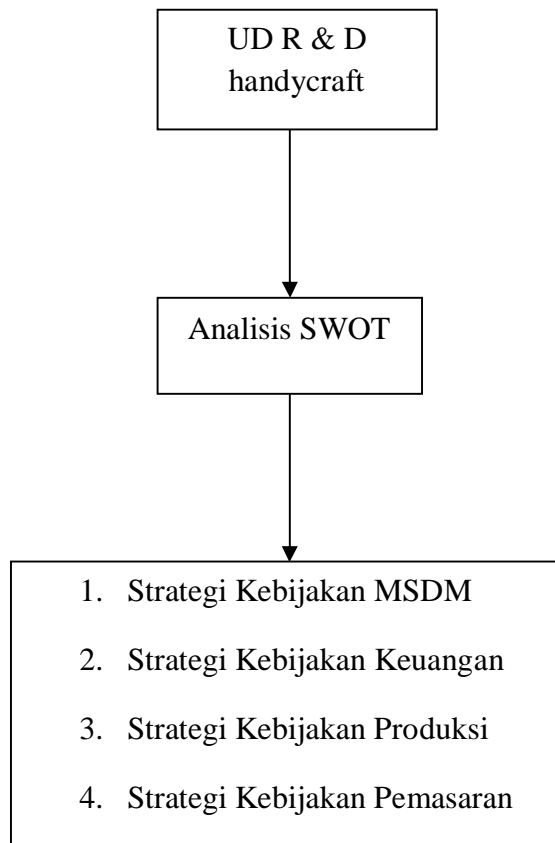 UD R & D
handycraft
Analisis SWOT
1. Strategi Kebijakan MSDM
2. Strategi Kebijakan Keuangan
3. Strategi Kebijakan Produksi
4. Strategi Kebijakan Pemasaran